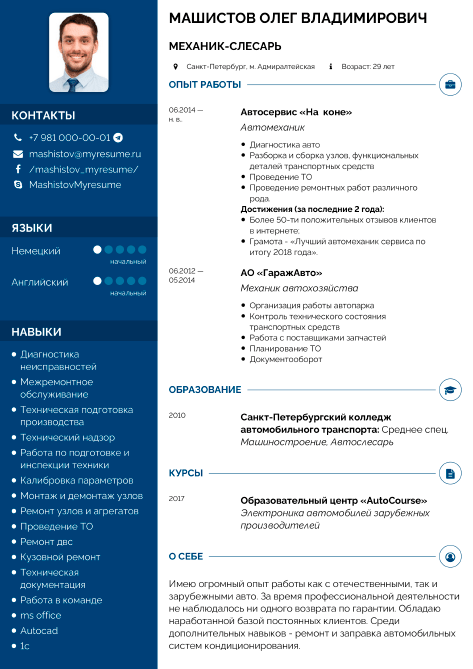 МАШИСТОВ ОЛЕГ ВЛАДИМИРОВИЧ
МЕХАНИК-СЛЕСАРЬ
Санкт-Петербург, м. Адмиралтейская Возраст: 29 лет
КОНТАКТЫ
+7 981 000-00-01
mashistov@myresume.ru
/mashistov_myresume/
MashistovMyresume
ЯЗЫКИ
Немецкий
начальный
Английский
начальный
НАВЫКИ
Диагностика
неисправностей
Межремонтное
обслуживание
Техническая подготовка
производства
Технический надзор
Работа по подготовке и
инспекции техники
Калибровка параметров
Монтаж и демонтаж узлов
Ремонт узлов и агрегатов
Проведение ТО
Ремонт двс
Кузовной ремонт
Техническая
документация
Работа в команде
ms office
Autocad
1с
ОПЫТ РАБОТЫ
06.2014 —
н. в.
Автосервис «На коне»
Автомеханик
Диагностика авто
Разборка и сборка узлов, функциональных
деталей транспортных средств
Проведение ТО
Проведение ремонтных работ различного
рода.
Достижения (за последние 2 года):
Более 50-ти положительных отзывов клиентов
в интернете;
Грамота - «Лучший автомеханик сервиса по
итогу 2018 года».
06.2012 —
05.2014
АО «ГаражАвто»
Механик автохозяйства
Организация работы автопарка
Контроль технического состояния
транспортных средств
Работа с поставщиками запчастей
Планирование ТО
Документооборот
ОБРАЗОВАНИЕ
2010
Санкт-Петербургский колледж
автомобильного транспорта: Среднее спец.
Машиностроение, Автослесарь
КУРСЫ
2017
Образовательный центр «AutoCourse»
Электроника автомобилей зарубежных
производителей
О СЕБЕ
Имею огромный опыт работы как с отечественными, так и
зарубежными авто. За время профессиональной деятельности
не наблюдалось ни одного возврата по гарантии. Обладаю
наработанной базой постоянных клиентов. Среди
дополнительных навыков - ремонт и заправка автомобильных
систем кондиционирования.